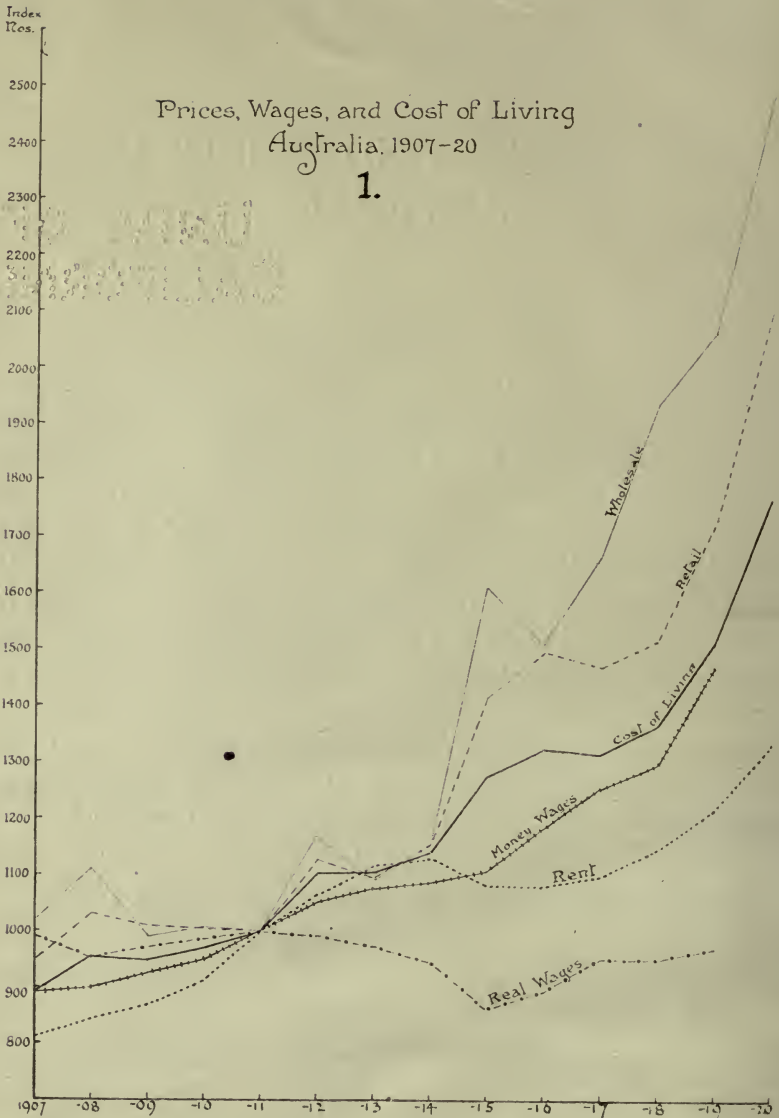 Index
Nos.
Prices, Wages, and Cost of Living
Australia, 1907-20
1.
2500
2400
2300
2200
2100
2000
1900
1800
1700
1600
1500
1400
1300
1200
1100
1000
900
800
Wholesale
Retail
Cost of Living
Money Wages
Rent
Real Wages
1907 -08 -09 -10 -11 -12 -13 -14 -15 -16 -17 -18 -19 -20